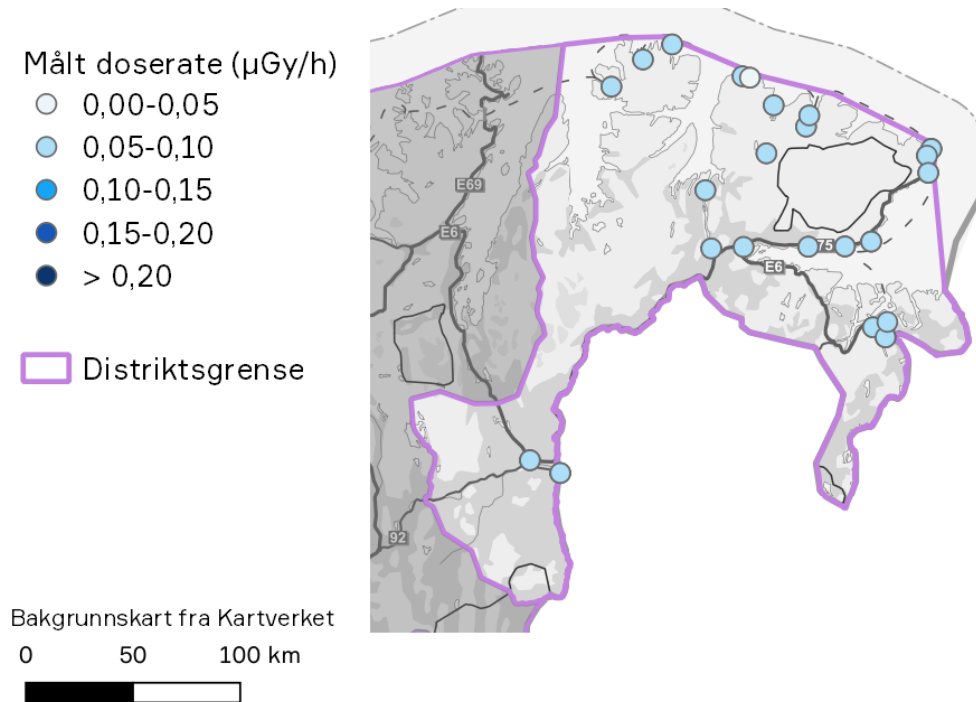 Målt doserate (µGy/h)
0,00-0,05
0,05-0,10
0,10-0,15
0,15-0,20
> 0,20
Distriktsgrense
Bakgrunnskart fra Kartverket
0 50 100 km
E69
E6
75
E6
92